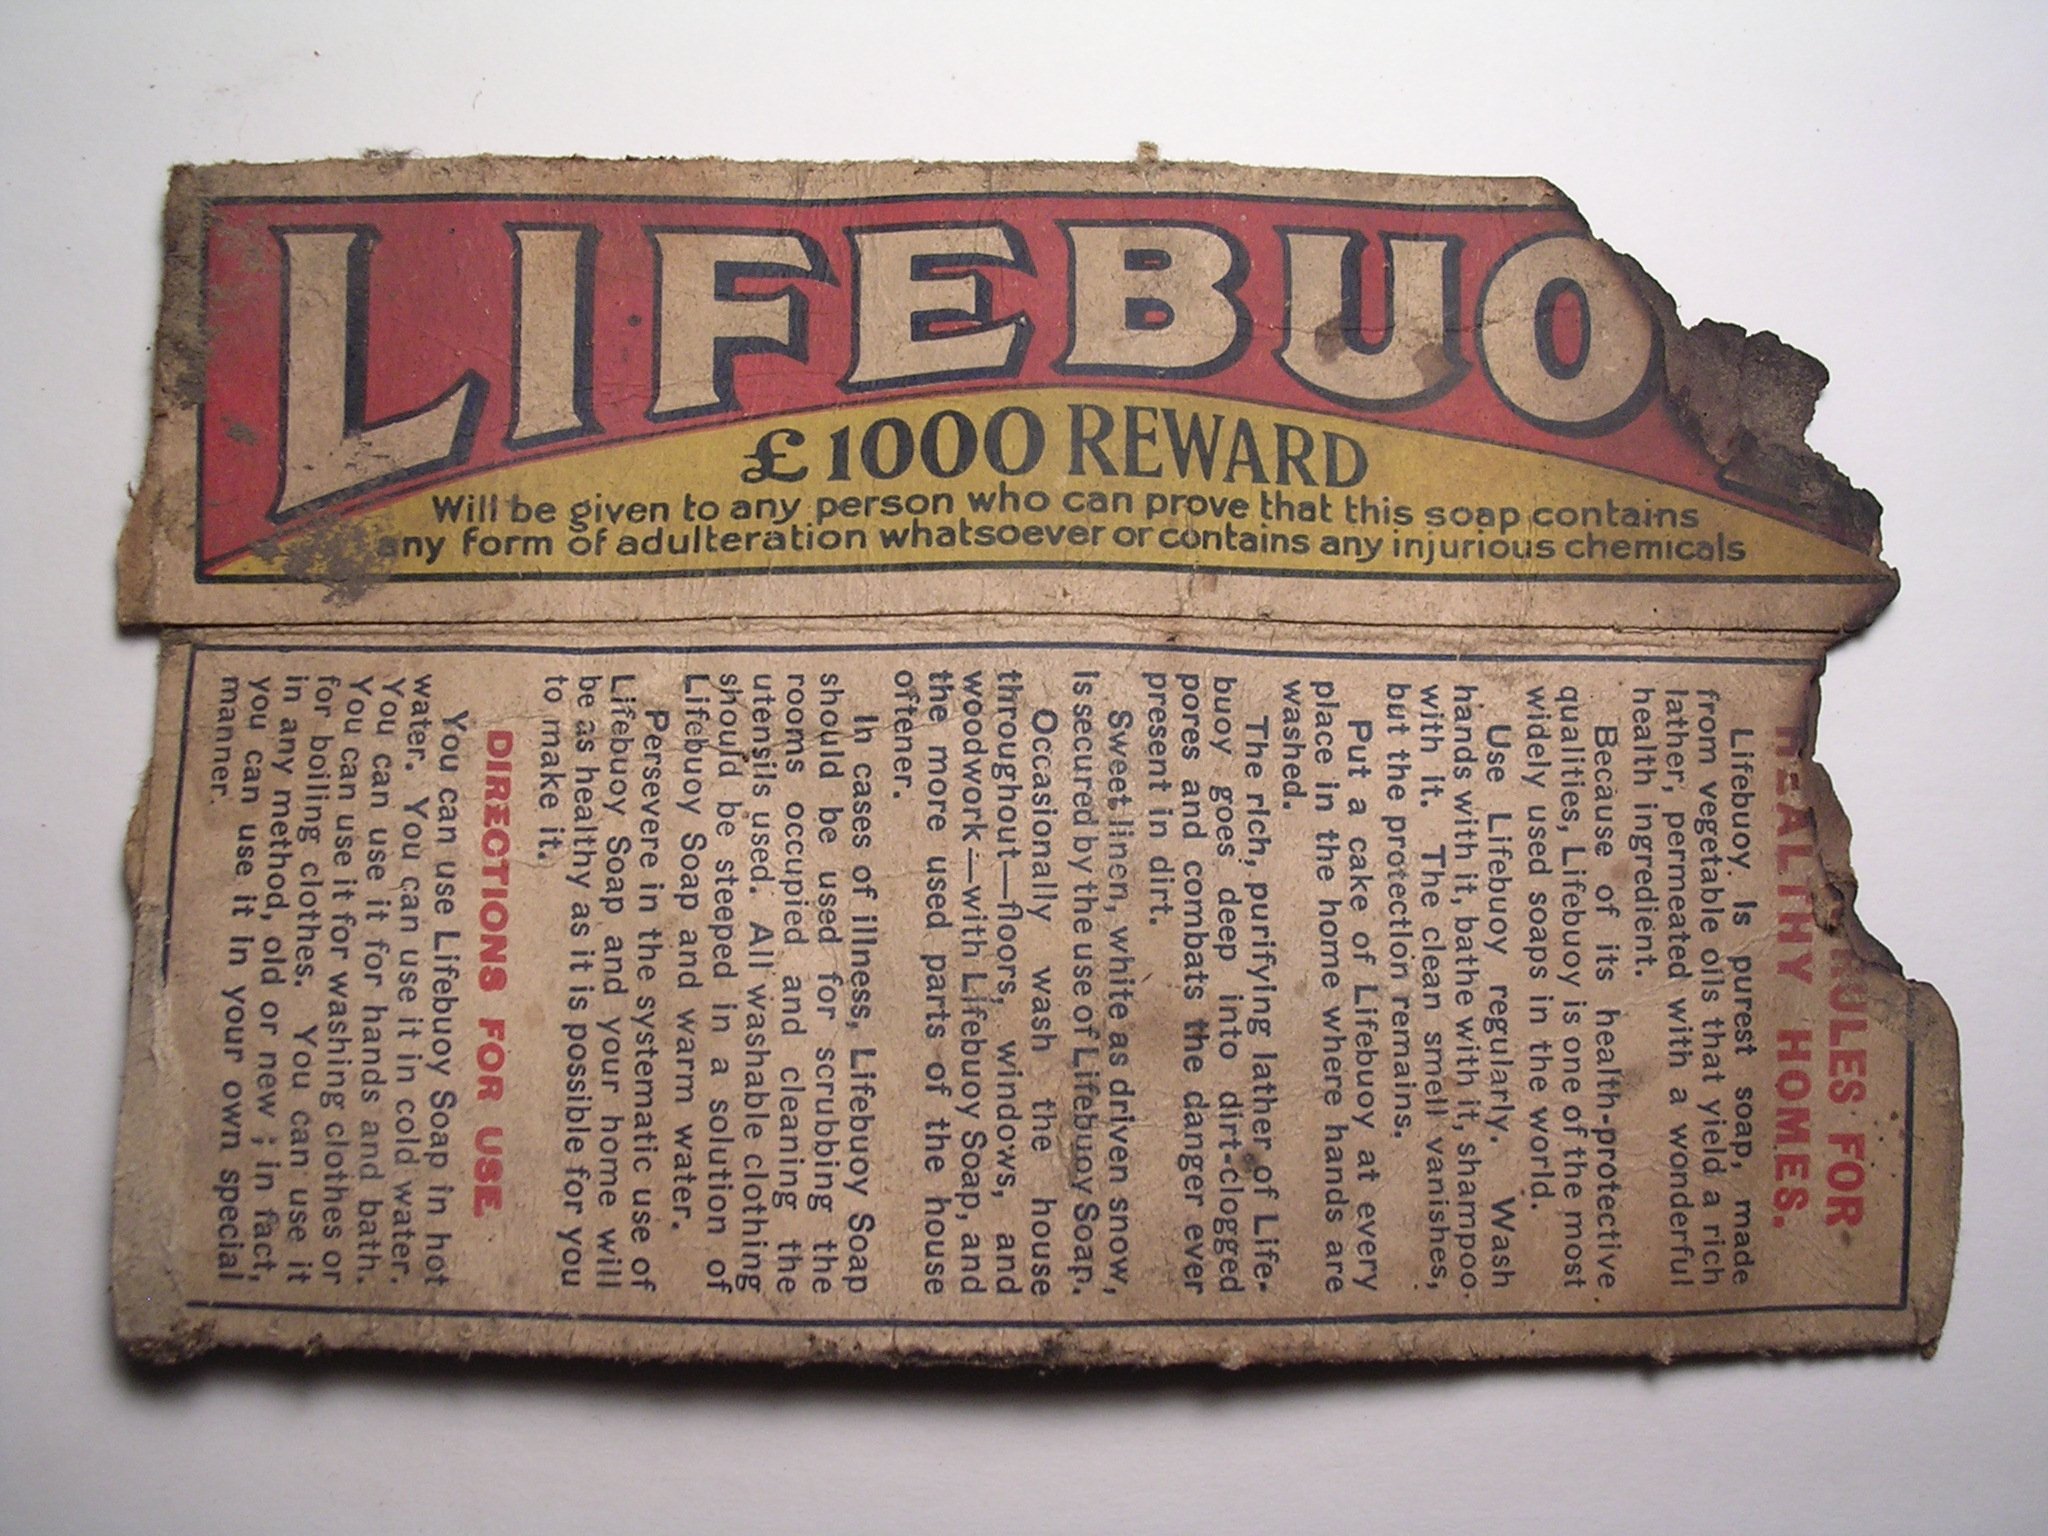 LIFEBUO
£1000 REWARD
Will be given to any person who can prove that this soap contains
any form of adulteration whatsoever or contains any injurious chemicals
RULES FOR
HEALTHY HOMES.
Lifebuoy is purest soap, made
from vegetable oils that yield a rich
lather, permeated with a wonderful
health ingredient.
Because of its health-protective
qualities, Lifebuoy is one of the most
widely used soaps in the world.
Use Lifebuoy regularly. Wash
hands with it, bathe with it, shampoo
with it. The clean smell vanishes,
but the protection remains.
Put a cake of Lifebuoy at every
place in the home where hands are
washed.
The rich, purifying lather of Life-
buoy goes deep into dirt-clogged
pores and combats the danger ever
present in dirt.
Sweet linen, white as driven snow,
is secured by the use of Lifebuoy Soap.
Occasionally wash the house
throughout—floors, windows, and
woodwork—with Lifebuoy Soap, and
the more used parts of the house
oftener.
In cases of illness, Lifebuoy Soap
should be used for scrubbing the
rooms occupied and cleaning the
utensils used. All washable clothing
should be steeped in a solution of
Lifebuoy Soap and warm water.
Persevere in the systematic use of
Lifebuoy Soap and your home will
be as healthy as it is possible for you
to make it.
DIRECTIONS FOR USE
You can use Lifebuoy Soap in hot
water. You can use it in cold water.
You can use it for hands and bath.
You can use it for washing clothes or
for boiling clothes. You can use it
in any method, old or new; in fact,
you can use it in your own special
manner.